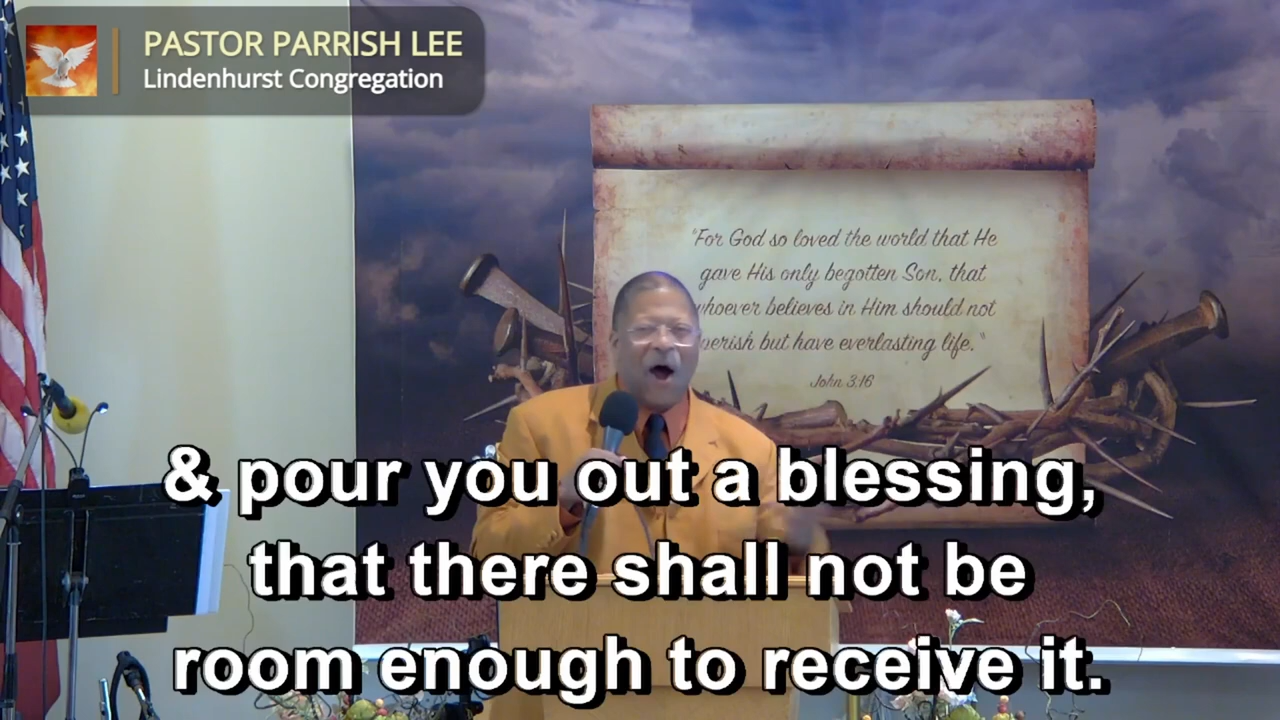 PASTOR PARRISH LEE
Lindenhurst Congregation
"For God so loved the world that He
gave His only begotten Son, that
whoever believes in Him should not
perish but have everlasting life."
John 3:16
& pour you out a blessing,
that there shall not be
room enough to receive it.